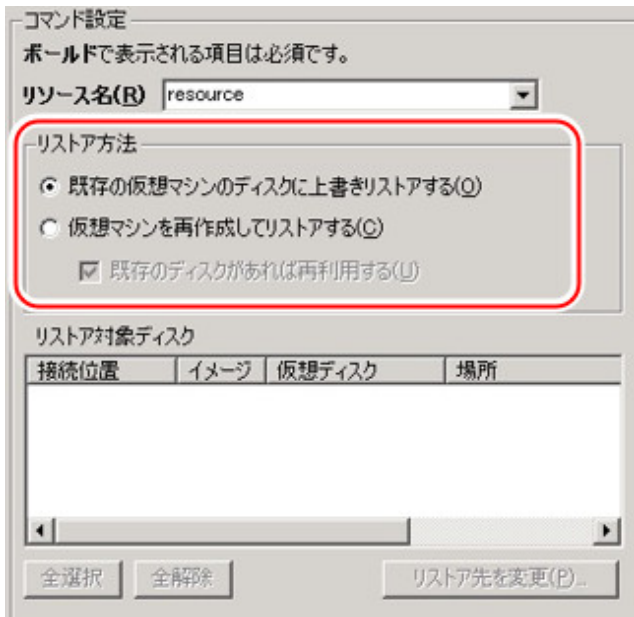 コマンド設定
ボールドで表示される項目は必須です。
リソース名(R) resource
リストア方法
既存の仮想マシンのディスクに上書きリストアする(O)
仮想マシンを再作成してリストアする(C)
既存のディスクがあれば再利用する(U)
リストア対象ディスク
接続位置 イメージ 仮想ディスク 場所
全選択 全解除 リストア先を変更(P)...